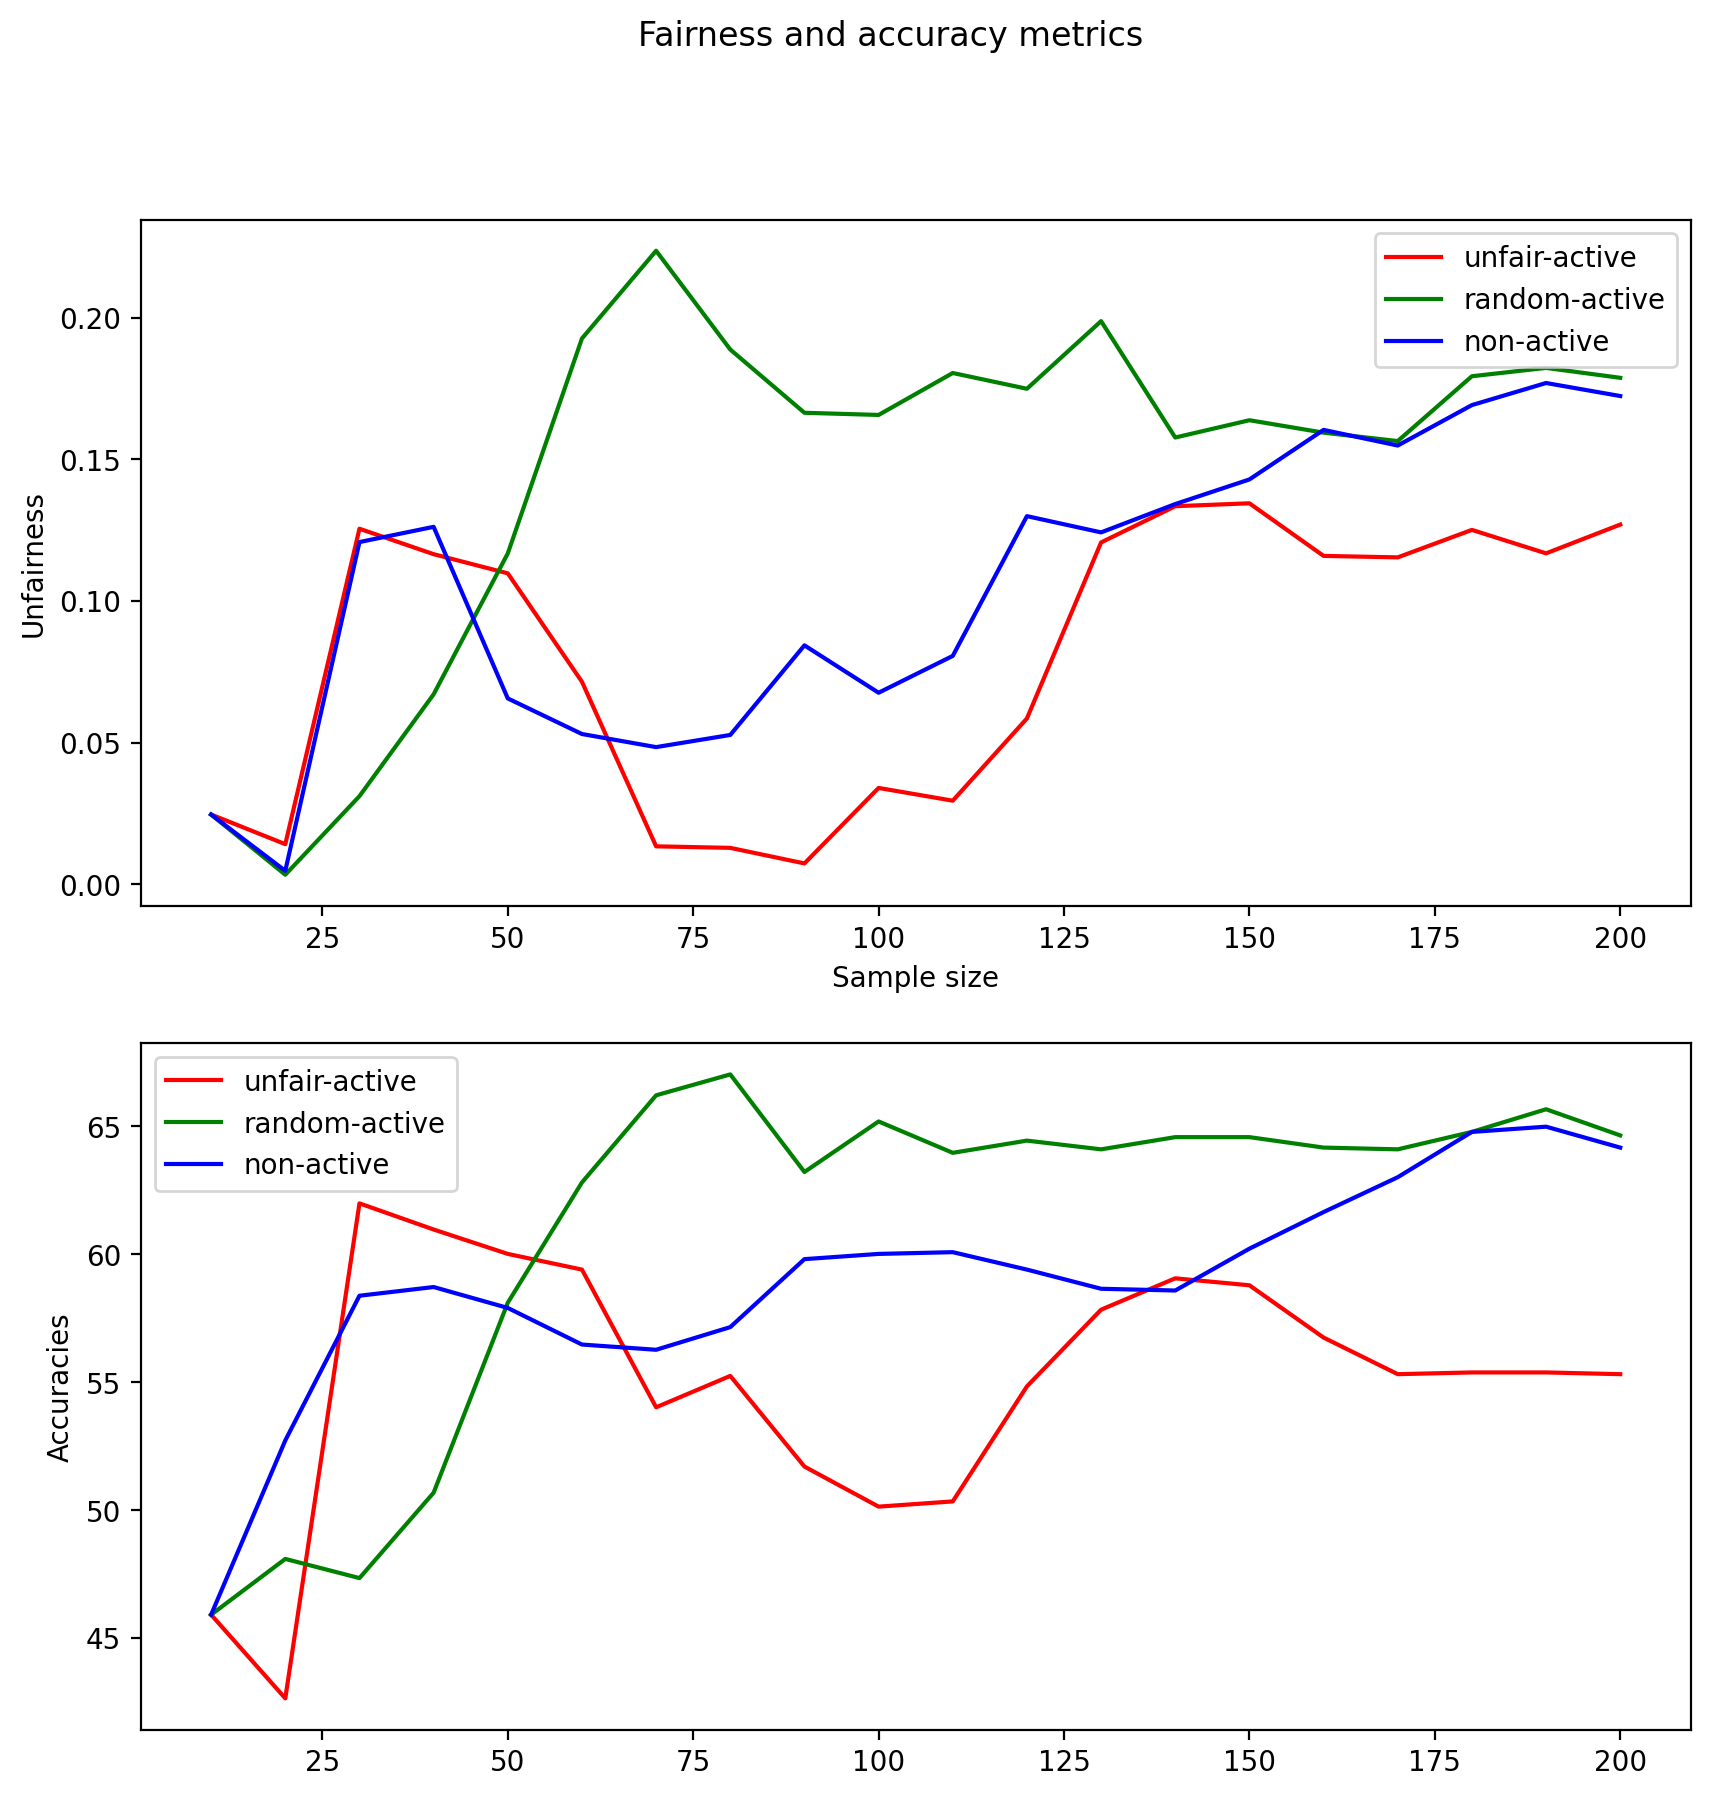 Fairness and accuracy metrics
unfair-active
random-active
non-active
0.20
0.15
0.10
0.05
0.00
Unfairness
25 50 75 100 125 150 175 200
Sample size
unfair-active
random-active
non-active
65
60
55
50
45
Accuracies
25 50 75 100 125 150 175 200